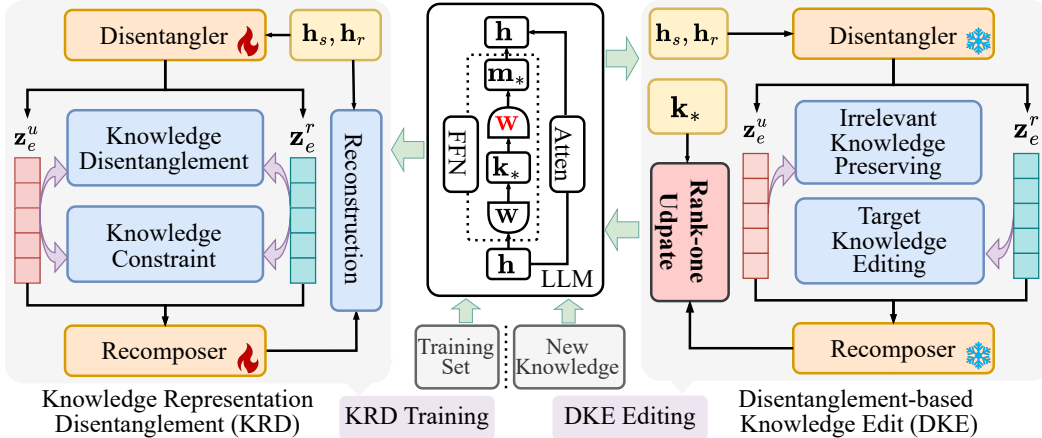 Disentangler
h_s, h_r
z_e^u
z_e^r
Knowledge
Disentanglement
Knowledge
Constraint
Reconstruction
Recomposer
Knowledge Representation
Disentanglement (KRD)
KRD Training
h
m_*
w
k_*
w
h
FFN
Atten
LLM
Training
Set
New
Knowledge
DKE Editing
h_s, h_r
Disentangler
k_*
z_e^u
z_e^r
Irrelevant
Knowledge
Preserving
Target
Knowledge
Editing
Rank-one
Udpate
Recomposer
Disentanglement-based
Knowledge Edit (DKE)